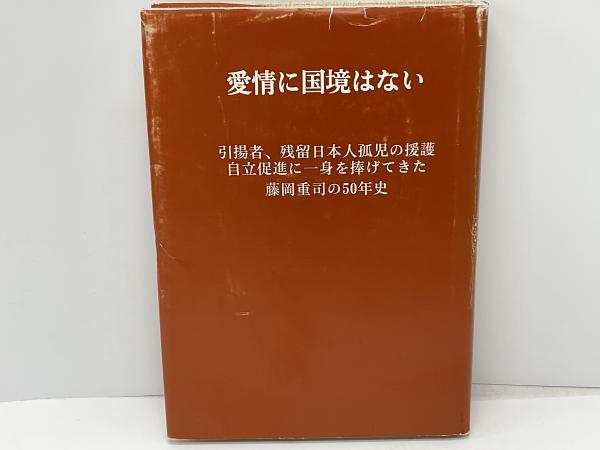 愛情に国境はない
引揚者、残留日本人孤児の援護
自立促進に一身を捧げてきた
藤岡重司の50年史